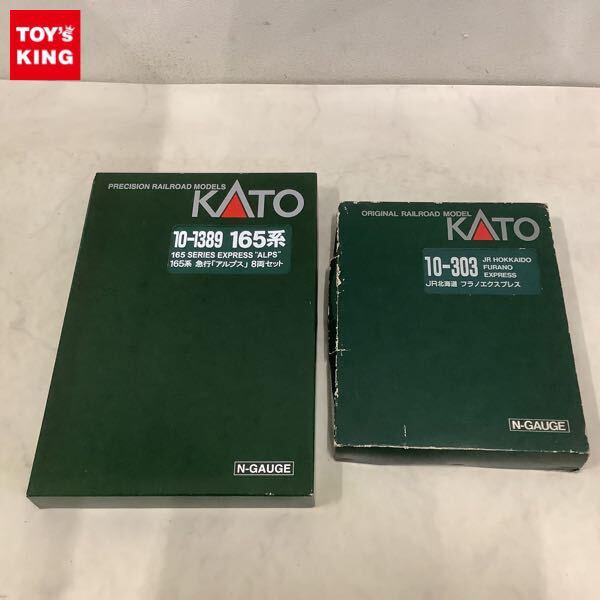 TOY's
KING
PRECISION RAILROAD MODELS
KATO
10-1389 165系
165 SERIES EXPRESS "ALPS"
165系 急行「アルプス」8両セット
N-GAUGE
ORIGINAL RAILROAD MODEL
KATO
10-303 JR HOKKAIDO
FURANO
EXPRESS
JR北海道 フラノエクスプレス
N-GAUGE